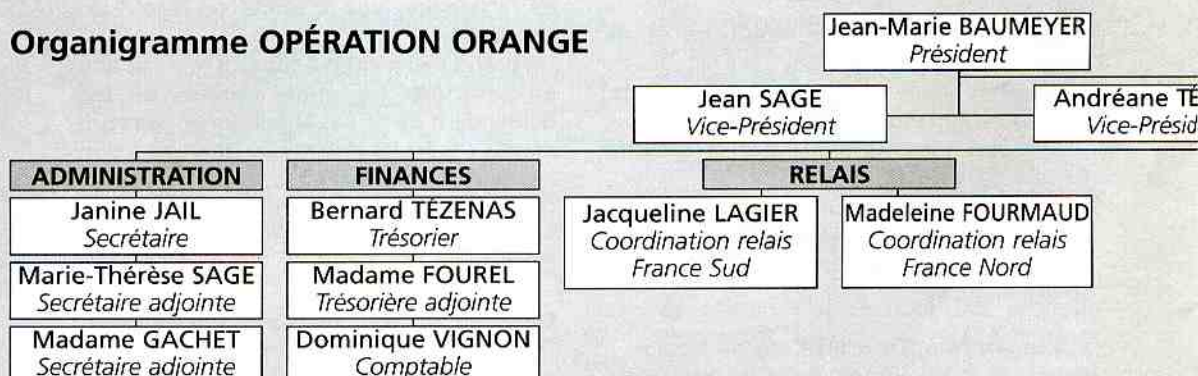 Organigramme OPÉRATION ORANGE
Jean-Marie BAUMEYER
Président
Jean SAGE
Vice-Président
Andréane
ADMINISTRATION
Janine JAIL
Secrétaire
Marie-Thérèse SAGE
Secrétaire adjointe
Madame GACHET
Secrétaire adjointe
FINANCES
Bernard TÉZENAS
Trésorier
Madame FOUREL
Trésorière adjointe
Dominique VIGNON
Comptable
RELAIS
Jacqueline LAGIER
Coordination relais
France Sud
Madeleine FOURMAUD
Coordination relais
France Nord